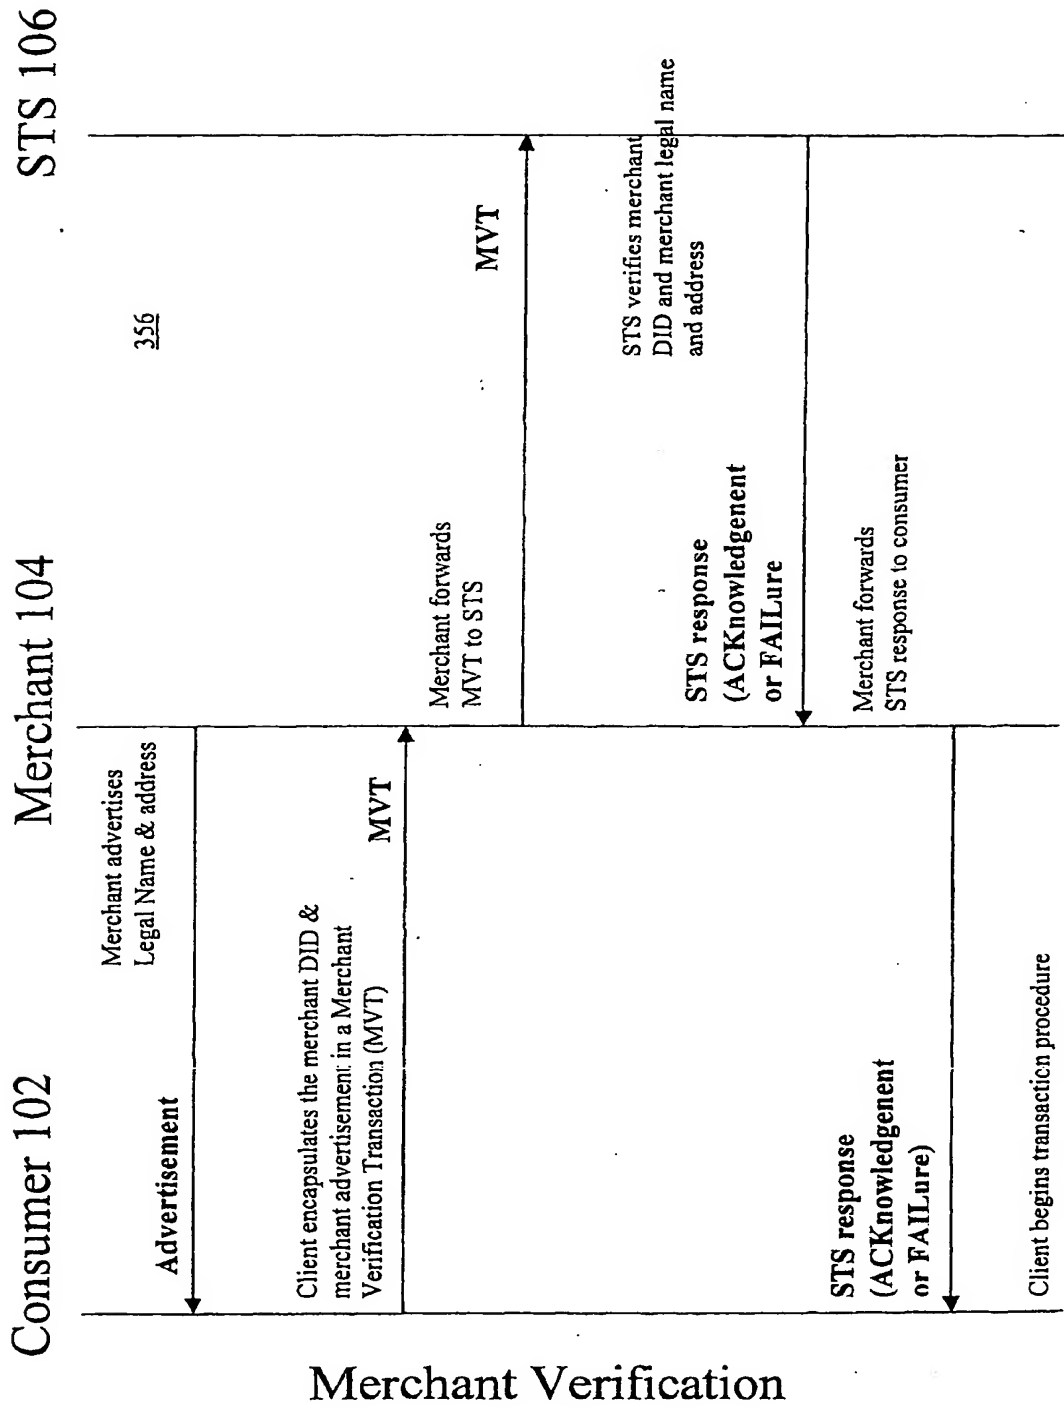 Merchant Verification
Consumer 102
Merchant 104
STS 106
356
Merchant advertises
Legal Name & address
Advertisement
Client encapsulates the merchant DID &
merchant advertisement in a Merchant
Verification Transaction (MVT)
MVT
Merchant forwards
MVT to STS
MVT
STS verifies merchant
DID and merchant legal name
and address
STS response
(ACKnowledgenent
or FAILure
Merchant forwards
STS response to consumer
STS response
(ACKnowledgenent
or FAILure)
Client begins transaction procedure